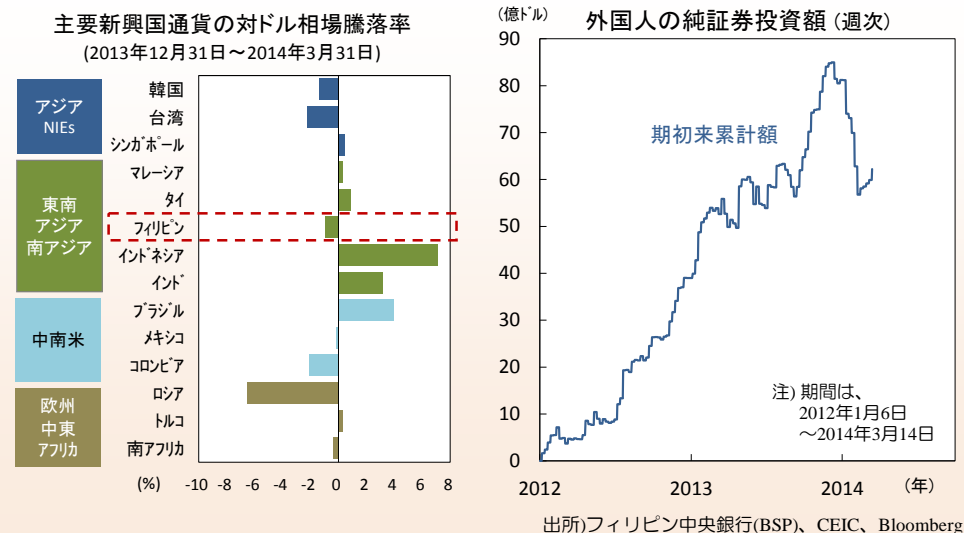 主要新興国通貨の対ドル相場騰落率
(2013年12月31日～2014年3月31日)
アジア
NIEs
東南
アジア
南アジア
中南米
欧州
中東
アフリカ
韓国
台湾
ｼﾝｶﾞﾎﾟｰﾙ
ﾏﾚｰｼｱ
ﾀｲ
ﾌｨﾘﾋﾟﾝ
ｲﾝﾄﾞﾈｼｱ
ｲﾝﾄﾞ
ﾌﾞﾗｼﾞﾙ
ﾒｷｼｺ
ｺﾛﾝﾋﾞｱ
ﾛｼｱ
ﾄﾙｺ
南ｱﾌﾘｶ
(%) -10 -8 -6 -4 -2 0 2 4 6 8
(億ﾄﾞﾙ)
外国人の純証券投資額 (週次)
90
80
70
60
50
40
30
20
10
0
期初来累計額
注) 期間は、
2012年1月6日
～2014年3月14日
2012 2013 2014 (年)
出所)フィリピン中央銀行(BSP)、CEIC、Bloomberg